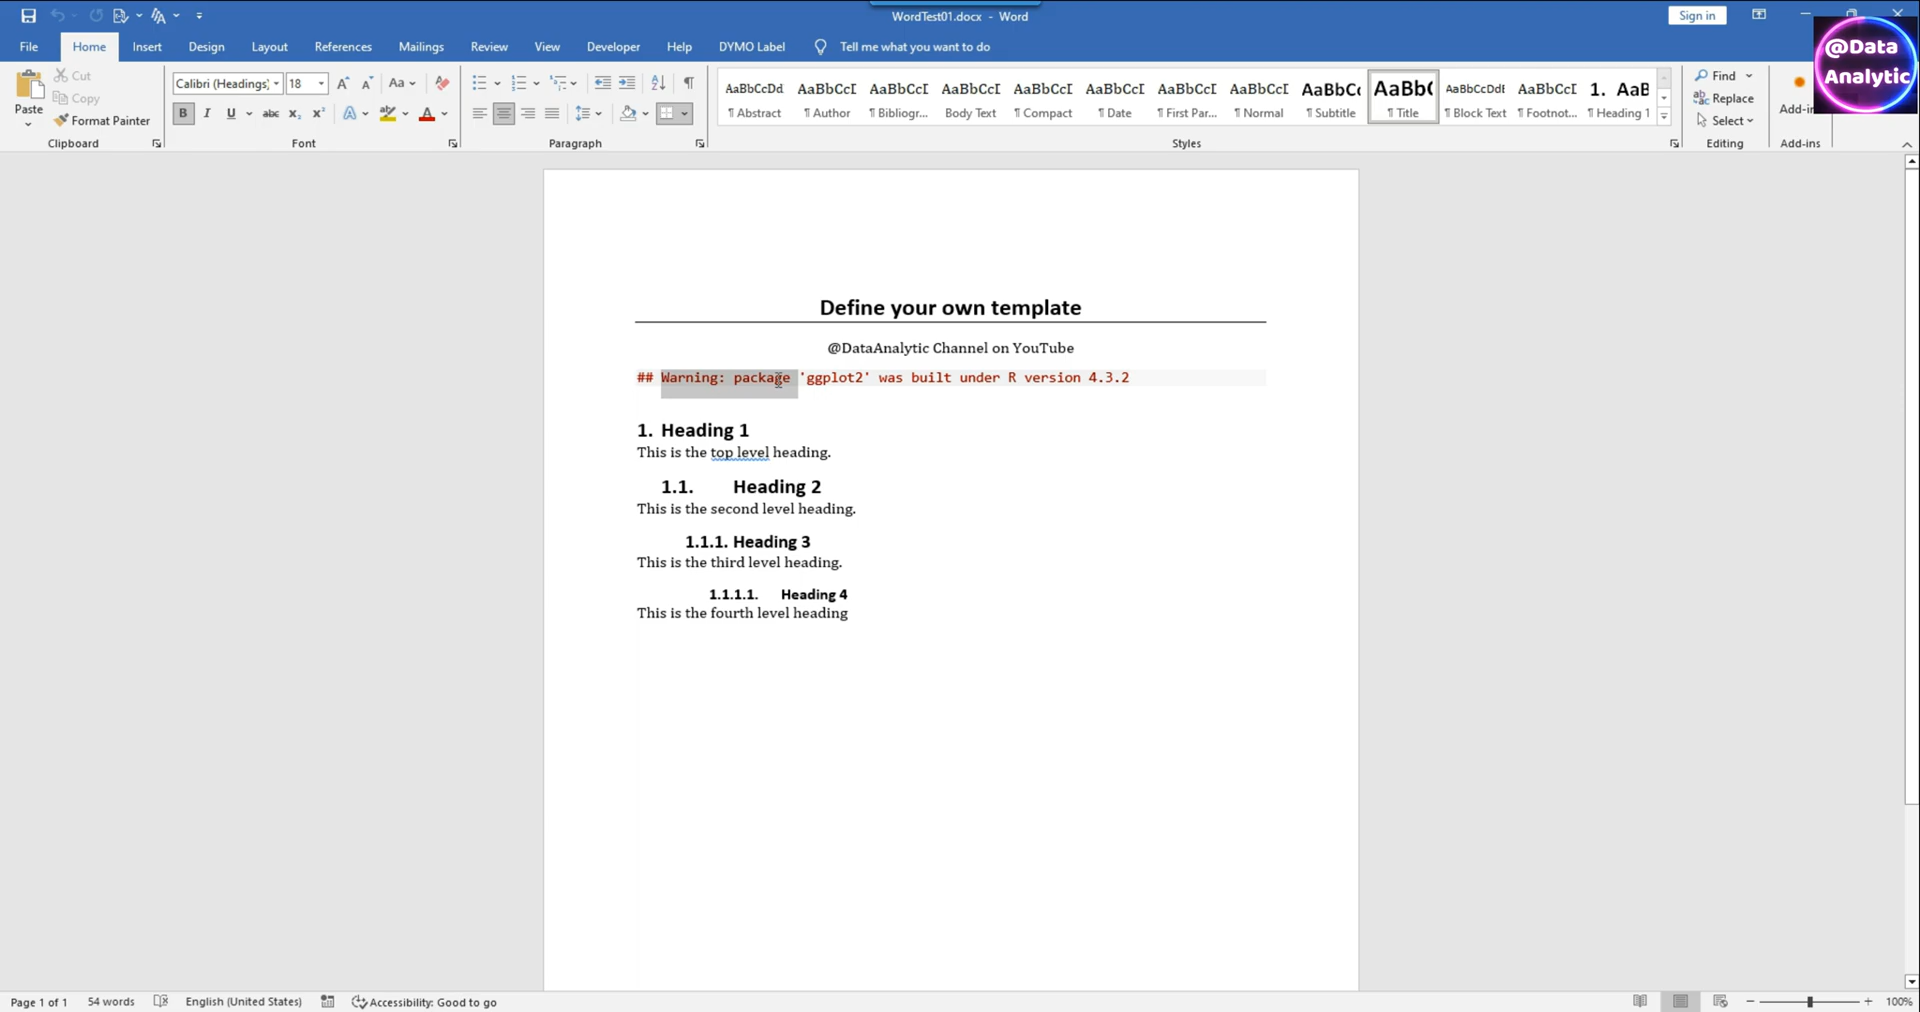 WordTest01.docx - Word
Sign in
File Home Insert Design Layout References Mailings Review View Developer Help DYMO Label Tell me what you want to do
@Data
Analytic
Paste
Cut
Copy
Format Painter
Clipboard
Calibri (Headings) 18
Aa
B I U abc x₂ x²
Font
Paragraph
AaBbCcDd AaBbCcI AaBbCcI AaBbCcI AaBbCcI AaBbCcI AaBbCcI AaBbCcI AaBbCc AaBb( AaBbCcDdE AaBbCcI 1. AaB
¶ Abstract ¶ Author ¶ Bibliogr... Body Text ¶ Compact ¶ Date ¶ First Par... ¶ Normal ¶ Subtitle ¶ Title ¶ Block Text ¶ Footnot... ¶ Heading 1
Styles
Find
Replace
Select
Editing
Add-in
Add-ins
Define your own template
@DataAnalytic Channel on YouTube
## Warning: package 'ggplot2' was built under R version 4.3.2
1. Heading 1
This is the top level heading.
1.1. Heading 2
This is the second level heading.
1.1.1. Heading 3
This is the third level heading.
1.1.1.1. Heading 4
This is the fourth level heading
Page 1 of 1 54 words English (United States) Accessibility: Good to go 100%